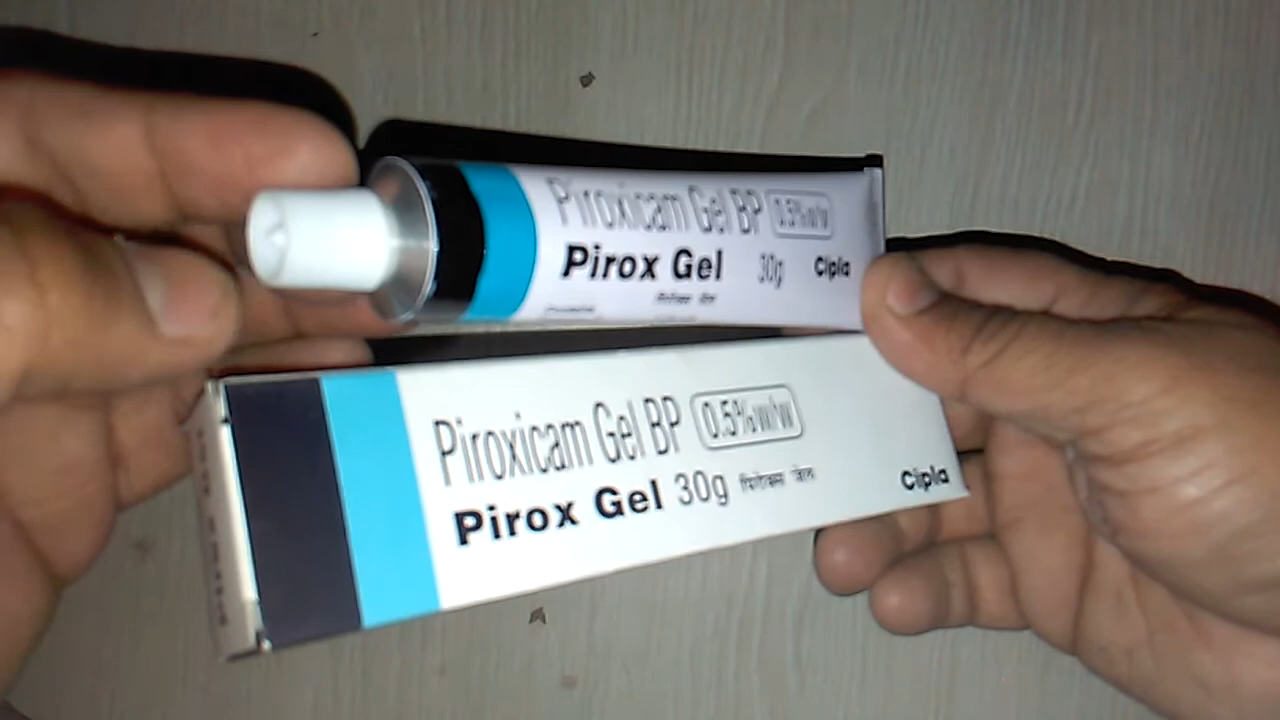 Piroxicam Gel BP 0.5%w/w
Pirox Gel 30g Cipla
Piroxicam Gel BP 0.5%w/w
Pirox Gel 30g पिरोक्स जेल
Cipla